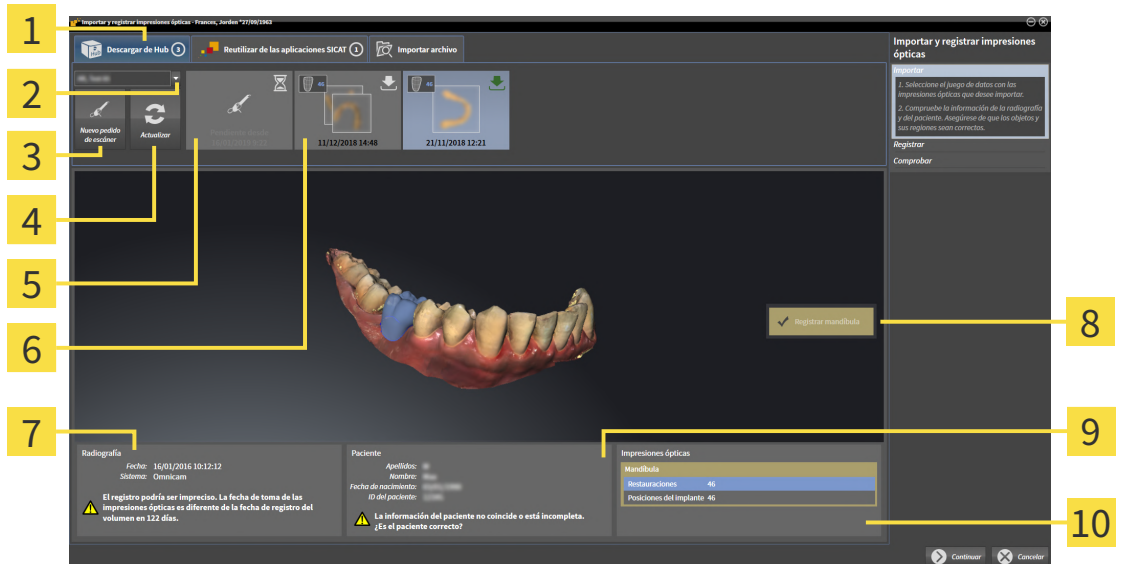 Importar y registrar impresiones ópticas - Frances, Jorden *27/09/1963
1
2
3
4
5
6
7
8
9
10
Hub
Descargar de Hub 3
Reutilizar de las aplicaciones SICAT 1
Importar archivo
Nuevo pedido
de escáner
Actualizar
46
11/12/2018 14:48
46
21/11/2018 12:21
Importar y registrar impresiones
ópticas
Importar
1. Seleccione el juego de datos con las
impresiones ópticas que desee importar.
2. Compruebe la información de la radiografía
y del paciente. Asegúrese de que los objetos y
sus regiones sean correctos.
Registrar
Comprobar
Registrar mandíbula
Radiografía
Fecha: 16/01/2016 10:12:12
Sistema: Omnicam
El registro podría ser impreciso. La fecha de toma de las
impresiones ópticas es diferente de la fecha de registro del
volumen en 122 días.
Paciente
Apellidos:
Nombre:
Fecha de nacimiento:
ID del paciente:
La información del paciente no coincide o está incompleta.
¿Es el paciente correcto?
Impresiones ópticas
Mandíbula
Restauraciones 46
Posiciones del implante 46
Continuar
Cancelar